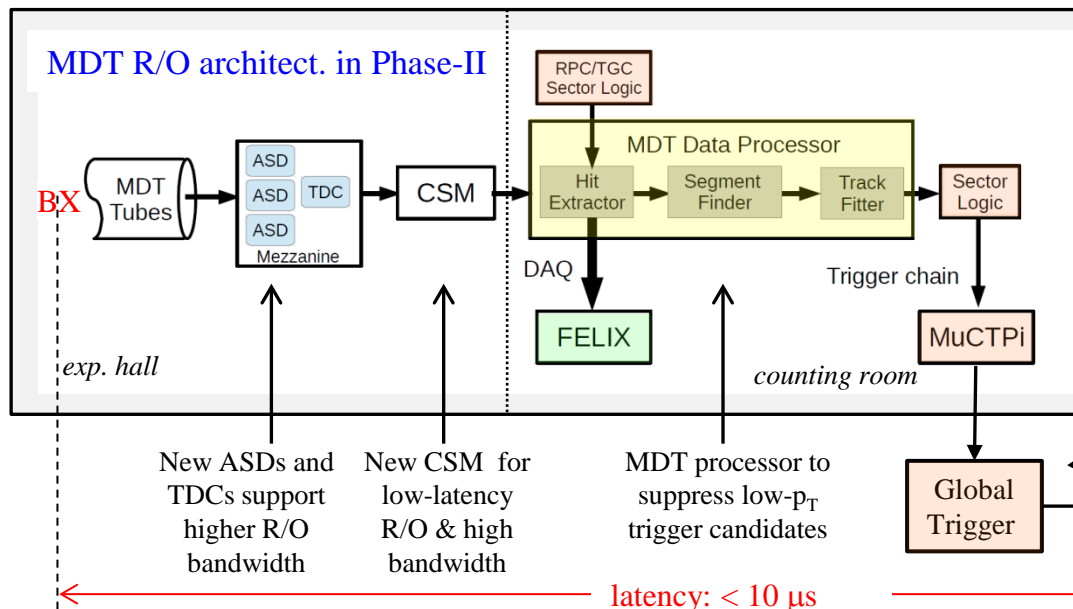 MDT R/O architect. in Phase-II
RPC/TGC
Sector Logic
MDT Data Processor
BX
MDT
Tubes
ASD
ASD
TDC
ASD
Mezzanine
CSM
Hit
Extractor
Segment
Finder
Track
Fitter
Sector
Logic
DAQ
Trigger chain
FELIX
MuCTPi
exp. hall
counting room
New ASDs and
TDCs support
higher R/O
bandwidth
New CSM for
low-latency
R/O & high
bandwidth
MDT processor to
suppress low-pT
trigger candidates
Global
Trigger
latency: < 10 µs